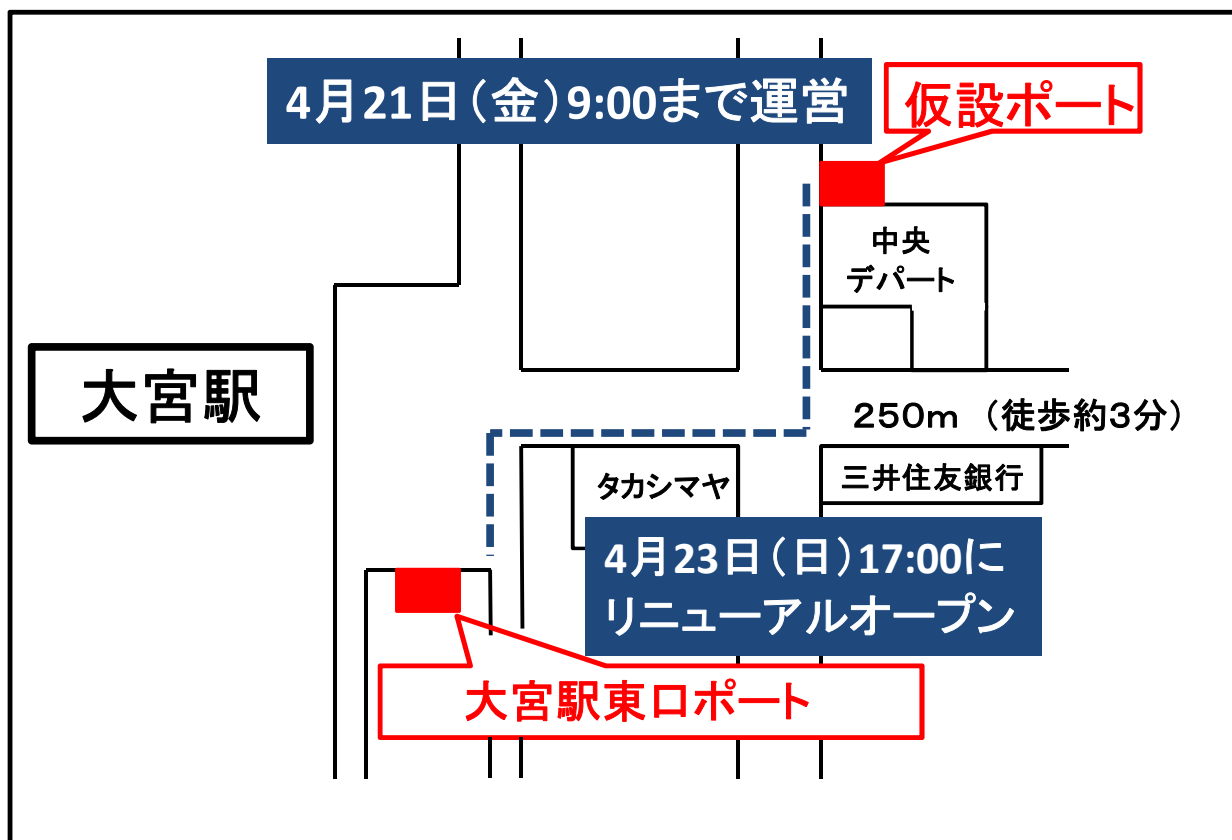 4月21日（金）9:00まで運営
仮設ポート
中央
デパート
大宮駅
250m （徒歩約3分）
タカシマヤ
三井住友銀行
4月23日（日）17:00に
リニューアルオープン
大宮駅東口ポート